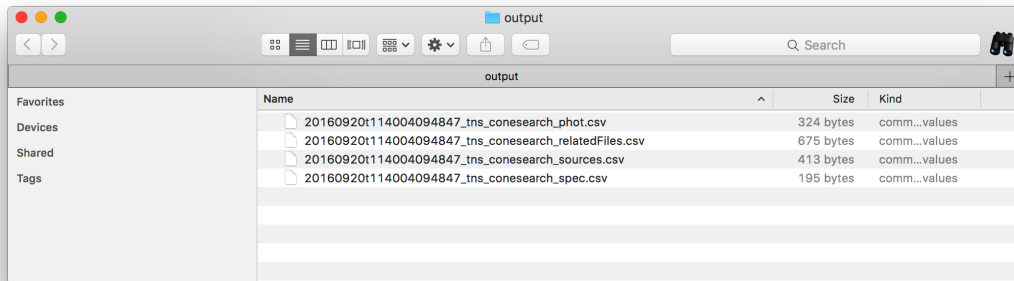 output
Search
output
+
Favorites
Devices
Shared
Tags
Name Size Kind
20160920t114004094847_tns_conesearch_phot.csv 324 bytes comm...values
20160920t114004094847_tns_conesearch_relatedFiles.csv 675 bytes comm...values
20160920t114004094847_tns_conesearch_sources.csv 413 bytes comm...values
20160920t114004094847_tns_conesearch_spec.csv 195 bytes comm...values